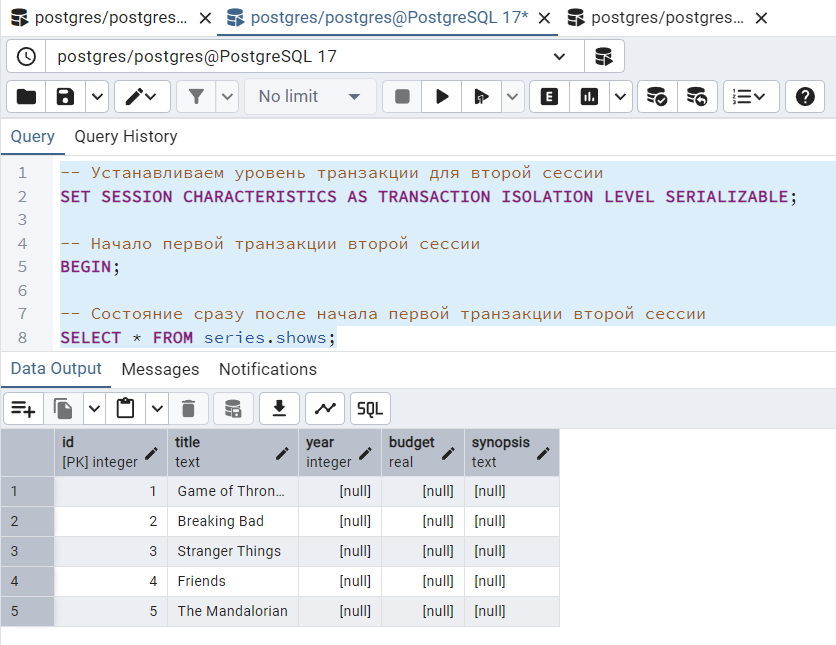 postgres/postgres... postgres/postgres@PostgreSQL 17* postgres/postgres...
postgres/postgres@PostgreSQL 17
No limit
Query Query History
1 -- Устанавливаем уровень транзакции для второй сессии
2 SET SESSION CHARACTERISTICS AS TRANSACTION ISOLATION LEVEL SERIALIZABLE;
3
4 -- Начало первой транзакции второй сессии
5 BEGIN;
6
7 -- Состояние сразу после начала первой транзакции второй сессии
8 SELECT * FROM series.shows;
Data Output Messages Notifications
SQL
id title year budget synopsis
[PK] integer text integer real text
1 1 Game of Thron... [null] [null] [null]
2 2 Breaking Bad [null] [null] [null]
3 3 Stranger Things [null] [null] [null]
4 4 Friends [null] [null] [null]
5 5 The Mandalorian [null] [null] [null]